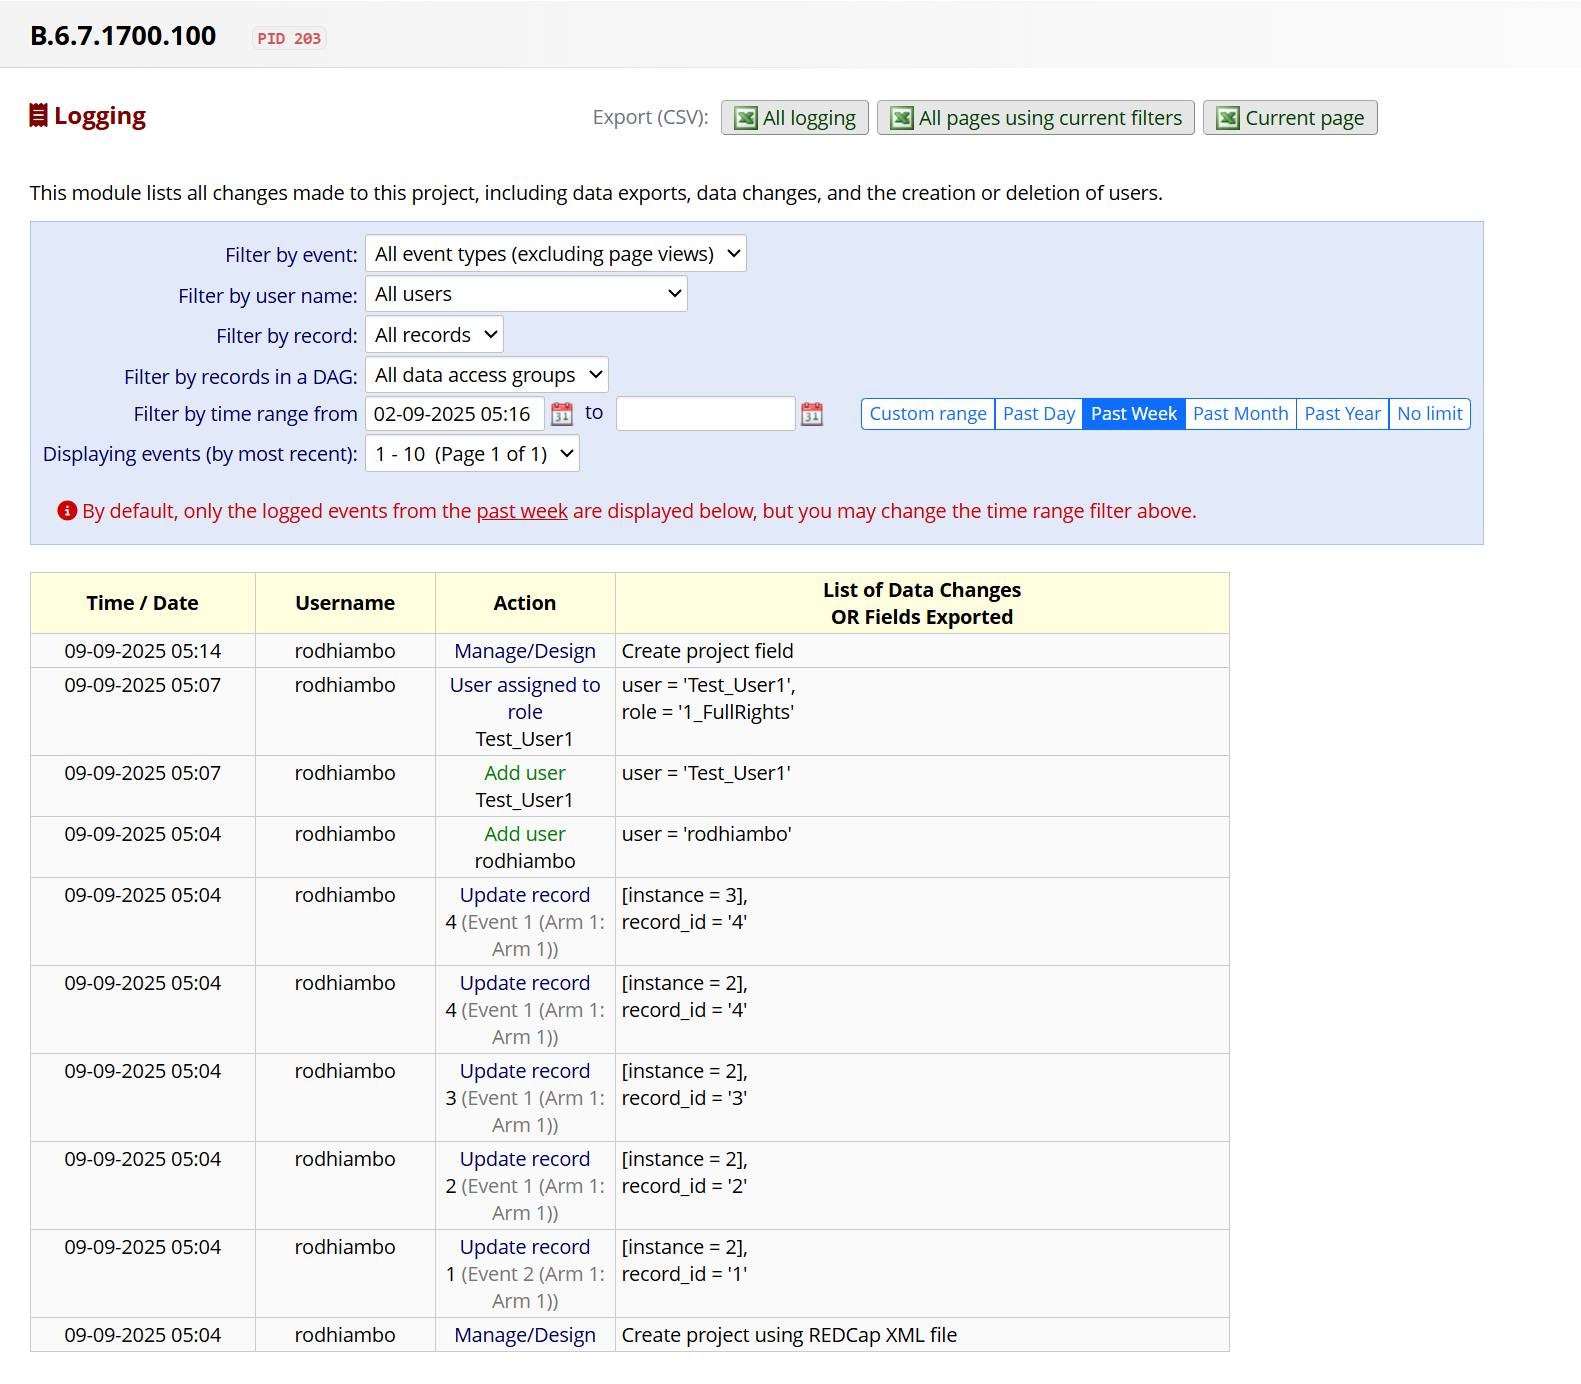 B.6.7.1700.100 PID 203
Logging Export (CSV): All logging All pages using current filters Current page
This module lists all changes made to this project, including data exports, data changes, and the creation or deletion of users.
Filter by event: All event types (excluding page views)
Filter by user name: All users
Filter by record: All records
Filter by records in a DAG: All data access groups
Filter by time range from 02-09-2025 05:16 31 to 31 Custom range Past Day Past Week Past Month Past Year No limit
Displaying events (by most recent): 1 - 10 (Page 1 of 1)
By default, only the logged events from the past week are displayed below, but you may change the time range filter above.
Time / Date Username Action List of Data Changes
OR Fields Exported
09-09-2025 05:14 rodhiambo Manage/Design Create project field
09-09-2025 05:07 rodhiambo User assigned to user = 'Test_User1',
role role = '1_FullRights'
Test_User1
09-09-2025 05:07 rodhiambo Add user user = 'Test_User1'
Test_User1
09-09-2025 05:04 rodhiambo Add user user = 'rodhiambo'
rodhiambo
09-09-2025 05:04 rodhiambo Update record [instance = 3],
4 (Event 1 (Arm 1: record_id = '4'
Arm 1))
09-09-2025 05:04 rodhiambo Update record [instance = 2],
4 (Event 1 (Arm 1: record_id = '4'
Arm 1))
09-09-2025 05:04 rodhiambo Update record [instance = 2],
3 (Event 1 (Arm 1: record_id = '3'
Arm 1))
09-09-2025 05:04 rodhiambo Update record [instance = 2],
2 (Event 1 (Arm 1: record_id = '2'
Arm 1))
09-09-2025 05:04 rodhiambo Update record [instance = 2],
1 (Event 2 (Arm 1: record_id = '1'
Arm 1))
09-09-2025 05:04 rodhiambo Manage/Design Create project using REDCap XML file